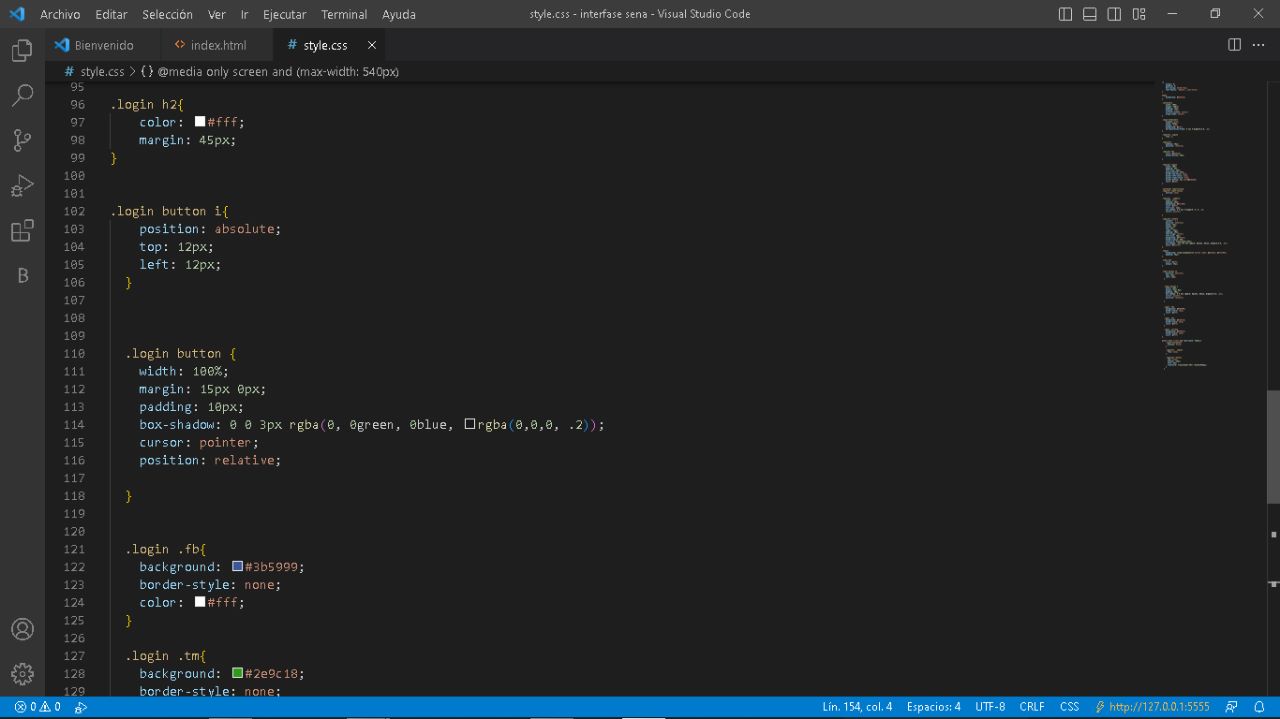 Archivo Editar Selección Ver Ir Ejecutar Terminal Ayuda style.css - interfase sena - Visual Studio Code
Bienvenido <> index.html # style.css ×
# style.css > { } @media only screen and (max-width: 540px)
95
96 .login h2{
97 color: #fff;
98 margin: 45px;
99 }
100
101
102 .login button i{
103 position: absolute;
104 top: 12px;
105 left: 12px;
106 }
107
108
109
110 .login button {
111 width: 100%;
112 margin: 15px 0px;
113 padding: 10px;
114 box-shadow: 0 0 3px rgba(0, 0green, 0blue, rgba(0,0,0, .2));
115 cursor: pointer;
116 position: relative;
117
118 }
119
120
121 .login .fb{
122 background: #3b5999;
123 border-style: none;
124 color: #fff;
125 }
126
127 .login .tm{
128 background: #2e9c18;
129 border-style: none;
B
0 0 Lín. 154, col. 4 Espacios: 4 UTF-8 CRLF CSS http://127.0.0.1:5555